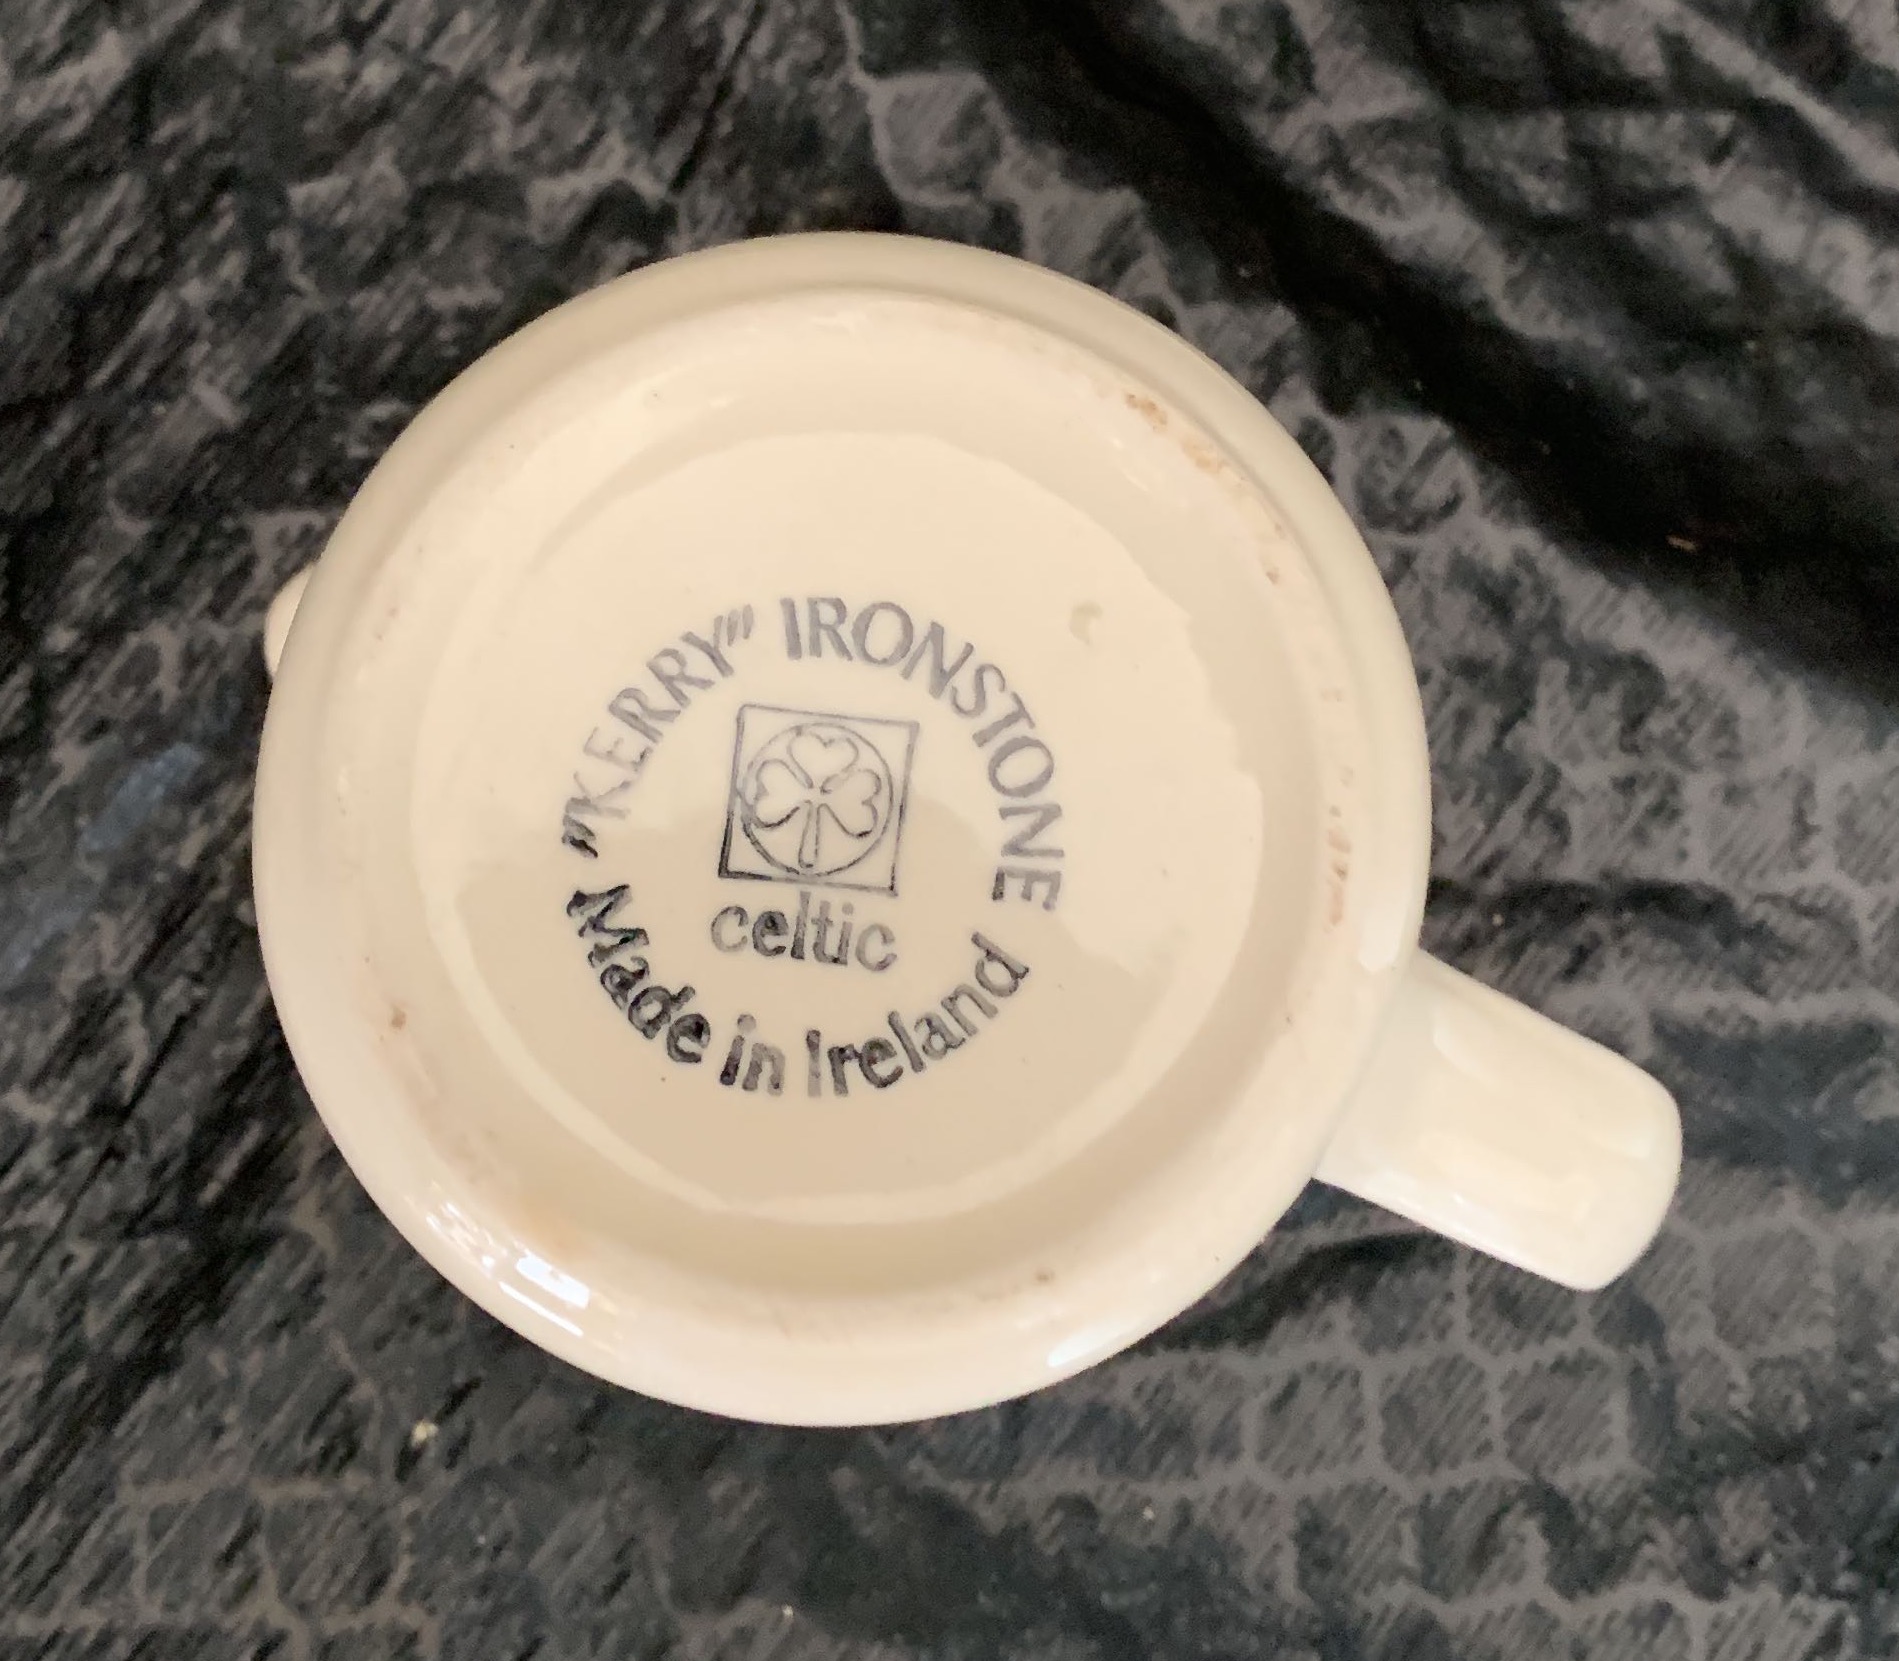 "KERRY" IRONSTONE
celtic
Made in Ireland